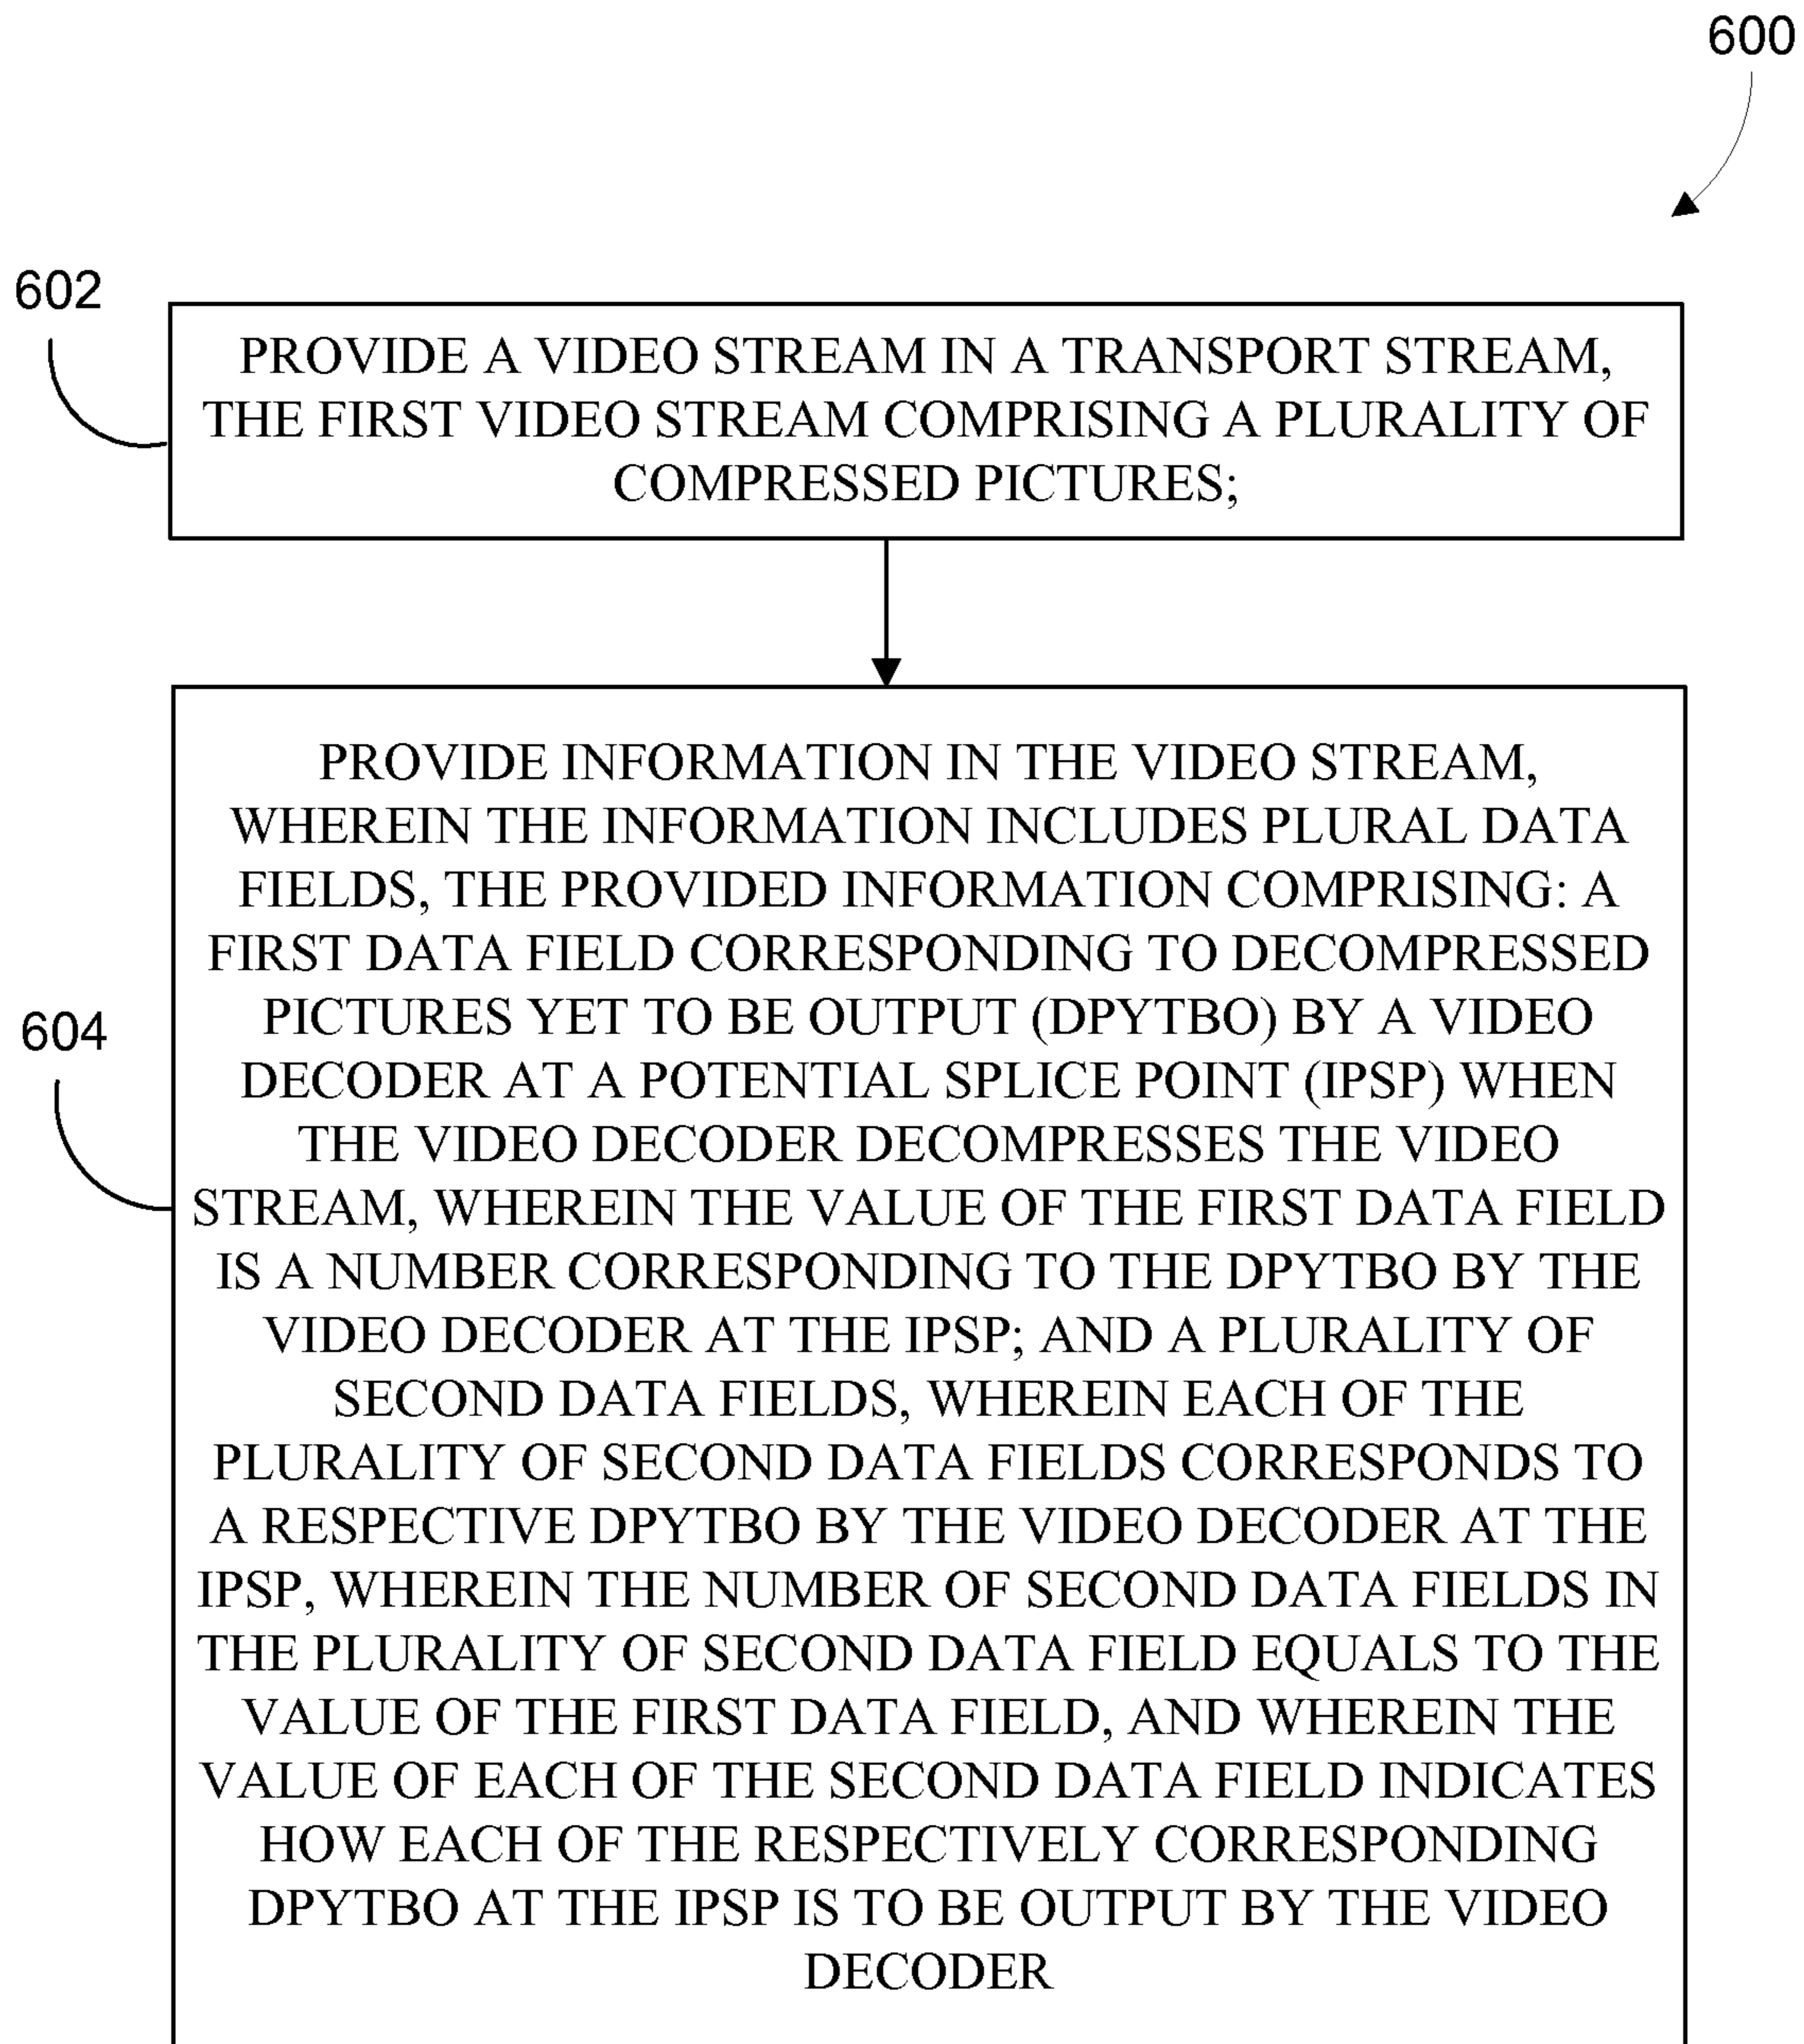 600
602
PROVIDE A VIDEO STREAM IN A TRANSPORT STREAM,
THE FIRST VIDEO STREAM COMPRISING A PLURALITY OF
COMPRESSED PICTURES;
604
PROVIDE INFORMATION IN THE VIDEO STREAM,
WHEREIN THE INFORMATION INCLUDES PLURAL DATA
FIELDS, THE PROVIDED INFORMATION COMPRISING: A
FIRST DATA FIELD CORRESPONDING TO DECOMPRESSED
PICTURES YET TO BE OUTPUT (DPYTBO) BY A VIDEO
DECODER AT A POTENTIAL SPLICE POINT (IPSP) WHEN
THE VIDEO DECODER DECOMPRESSES THE VIDEO
STREAM, WHEREIN THE VALUE OF THE FIRST DATA FIELD
IS A NUMBER CORRESPONDING TO THE DPYTBO BY THE
VIDEO DECODER AT THE IPSP; AND A PLURALITY OF
SECOND DATA FIELDS, WHEREIN EACH OF THE
PLURALITY OF SECOND DATA FIELDS CORRESPONDS TO
A RESPECTIVE DPYTBO BY THE VIDEO DECODER AT THE
IPSP, WHEREIN THE NUMBER OF SECOND DATA FIELDS IN
THE PLURALITY OF SECOND DATA FIELD EQUALS TO THE
VALUE OF THE FIRST DATA FIELD, AND WHEREIN THE
VALUE OF EACH OF THE SECOND DATA FIELD INDICATES
HOW EACH OF THE RESPECTIVELY CORRESPONDING
DPYTBO AT THE IPSP IS TO BE OUTPUT BY THE VIDEO
DECODER